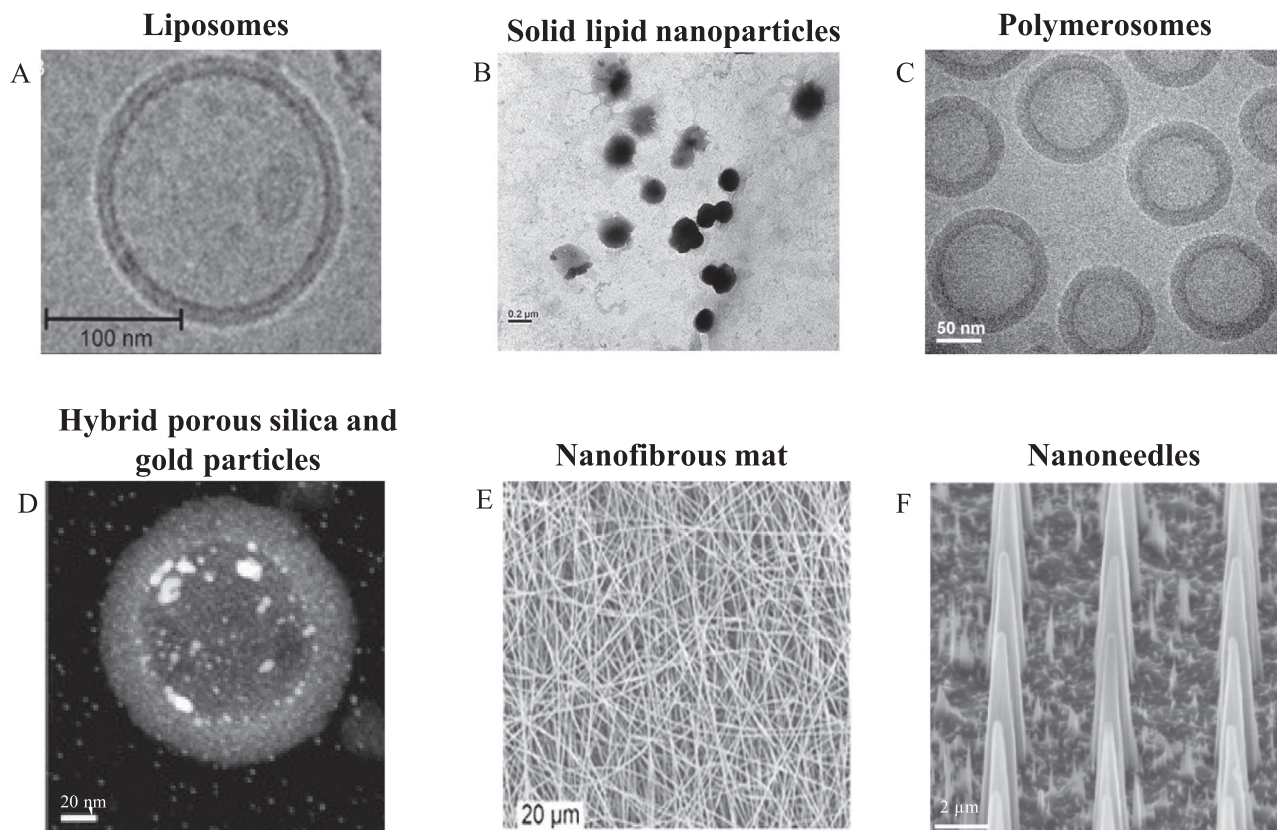 Liposomes
Solid lipid nanoparticles
Polymerosomes
A
B
C
100 nm
0.2 µm
50 nm
Hybrid porous silica and
gold particles
Nanofibrous mat
Nanoneedles
D
E
F
20 nm
20 µm
2 µm